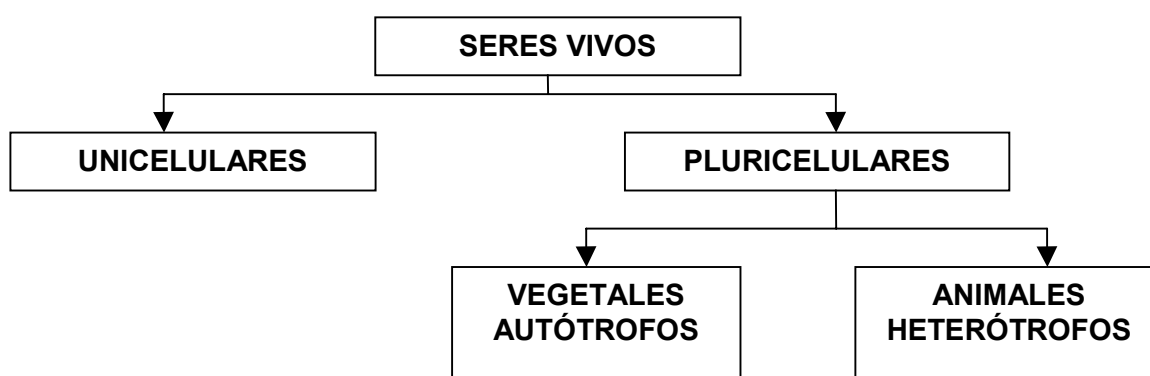 SERES VIVOS
UNICELULARES
PLURICELULARES
VEGETALES
AUTÓTROFOS
ANIMALES
HETERÓTROFOS